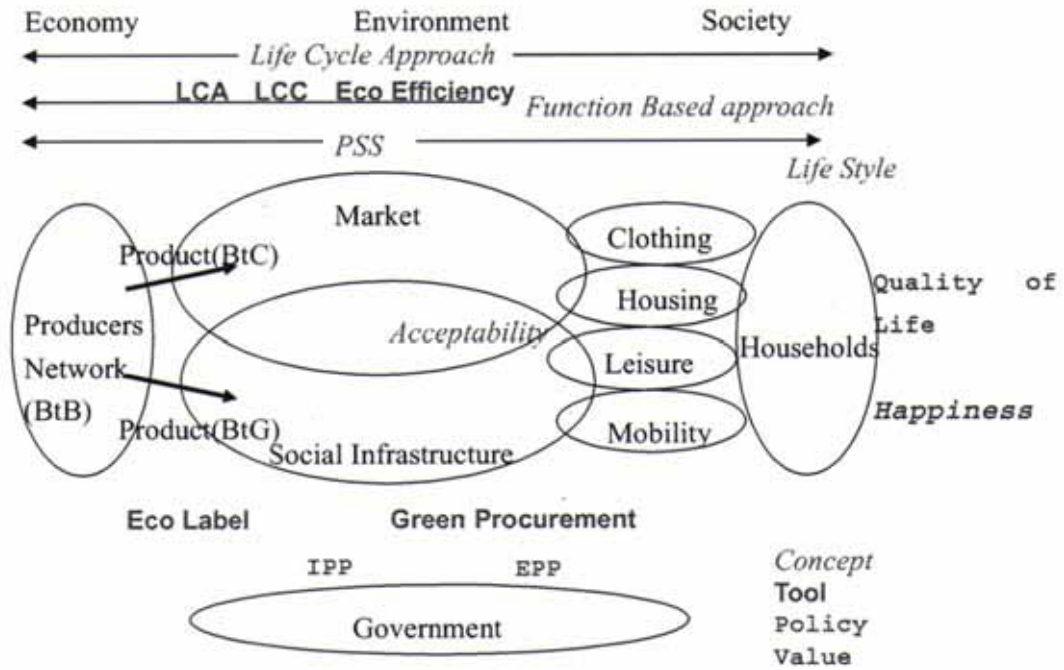 Economy Environment Society
Life Cycle Approach
LCA LCC Eco Efficiency
Function Based approach
PSS
Life Style
Market
Clothing
Product(BtC)
Quality of
Housing
Producers
Acceptability
Life
Households
Network
Leisure
(BtB)
Happiness
Product(BtG)
Mobility
Social Infrastructure
Eco Label Green Procurement
IPP EPP
Concept
Tool
Government
Policy
Value